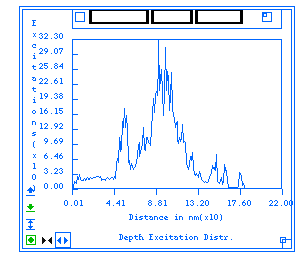 Excitations(x10)
32.30
29.07
25.84
22.61
19.38
16.15
12.92
9.69
6.46
3.23
0.00
0.01 4.41 8.81 13.20 17.60 22.00
Distance in nm(x10)
Depth Excitation Distr.